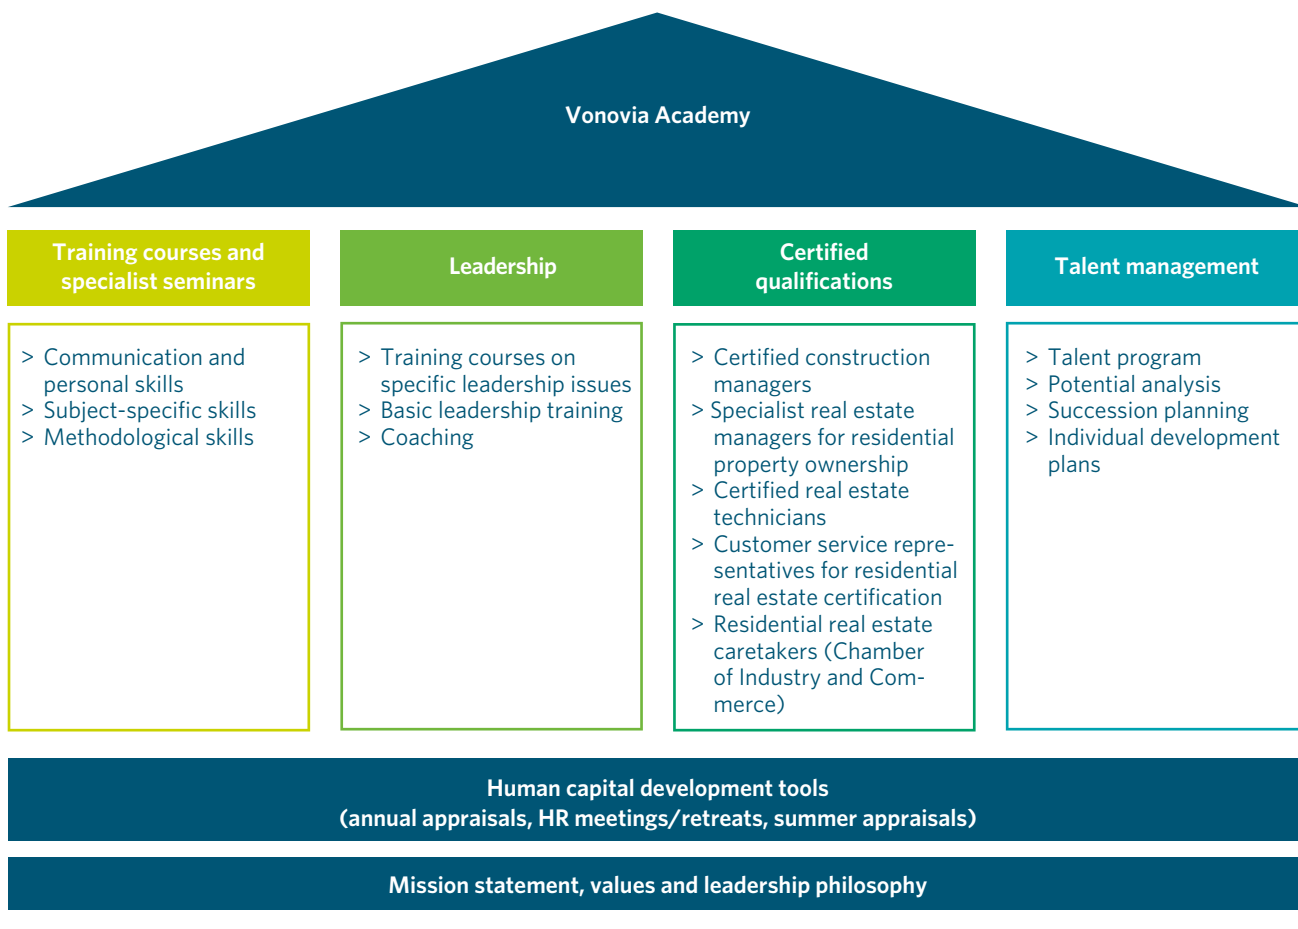 Vonovia Academy
Training courses and
specialist seminars
> Communication and
personal skills
> Subject-specific skills
> Methodological skills
Leadership
> Training courses on
specific leadership issues
> Basic leadership training
> Coaching
Certified
qualifications
> Certified construction
managers
> Specialist real estate
managers for residential
property ownership
> Certified real estate
technicians
> Customer service repre-
sentatives for residential
real estate certification
> Residential real estate
caretakers (Chamber
of Industry and Com-
merce)
Talent management
> Talent program
> Potential analysis
> Succession planning
> Individual development
plans
Human capital development tools
(annual appraisals, HR meetings/retreats, summer appraisals)
Mission statement, values and leadership philosophy